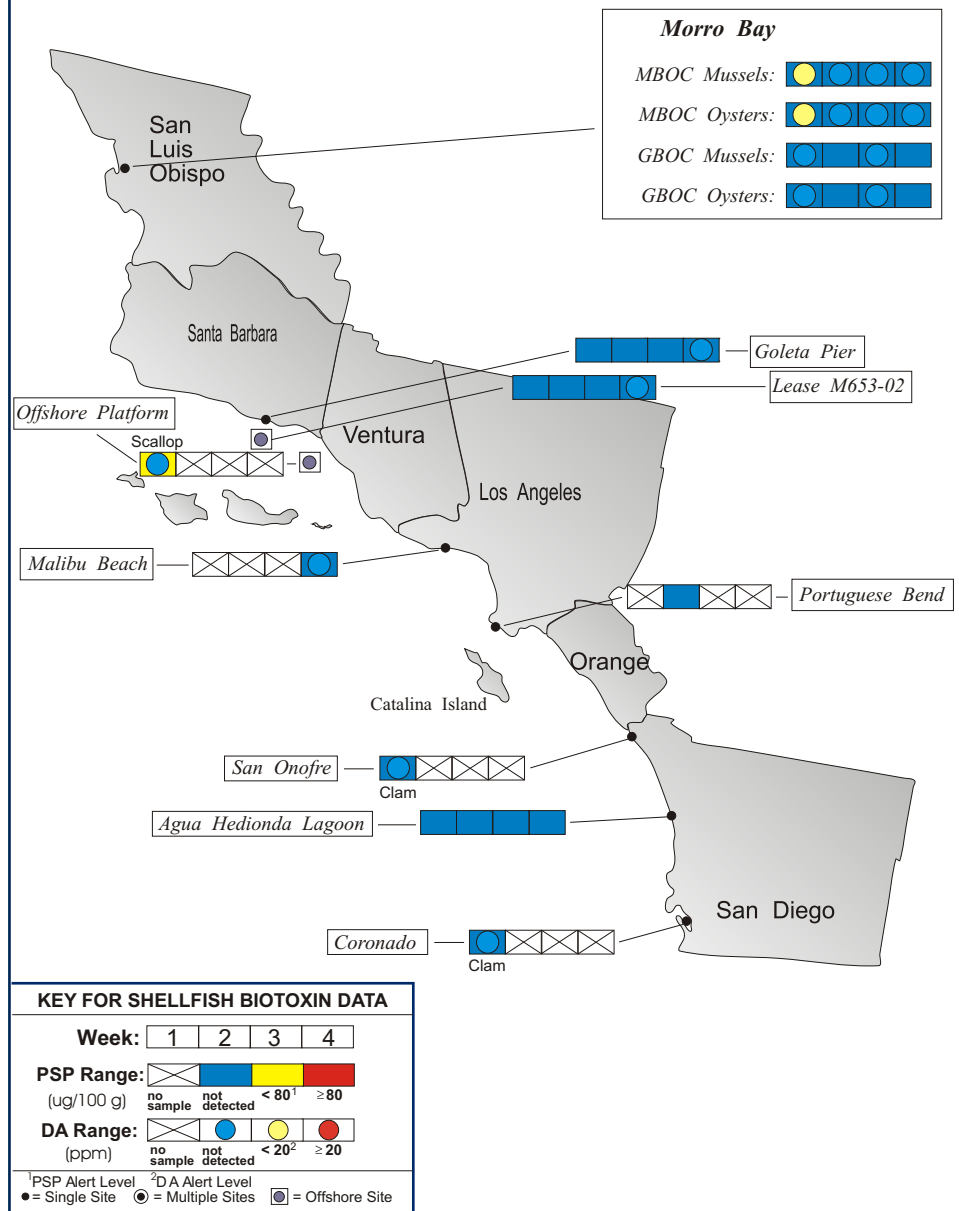 Morro Bay
MBOC Mussels:
MBOC Oysters:
GBOC Mussels:
GBOC Oysters:
San
Luis
Obispo
Santa Barbara
Goleta Pier
Lease M653-02
Offshore Platform
Scallop
Ventura
Los Angeles
Malibu Beach
Portuguese Bend
Orange
Catalina Island
San Onofre
Clam
Agua Hedionda Lagoon
San Diego
Coronado
Clam
KEY FOR SHELLFISH BIOTOXIN DATA
Week: 1 2 3 4
PSP Range:
(ug/100 g)
no sample not detected < 80¹ ≥80
DA Range:
(ppm)
no sample not detected < 20² ≥20
¹PSP Alert Level ²DA Alert Level
= Single Site = Multiple Sites = Offshore Site